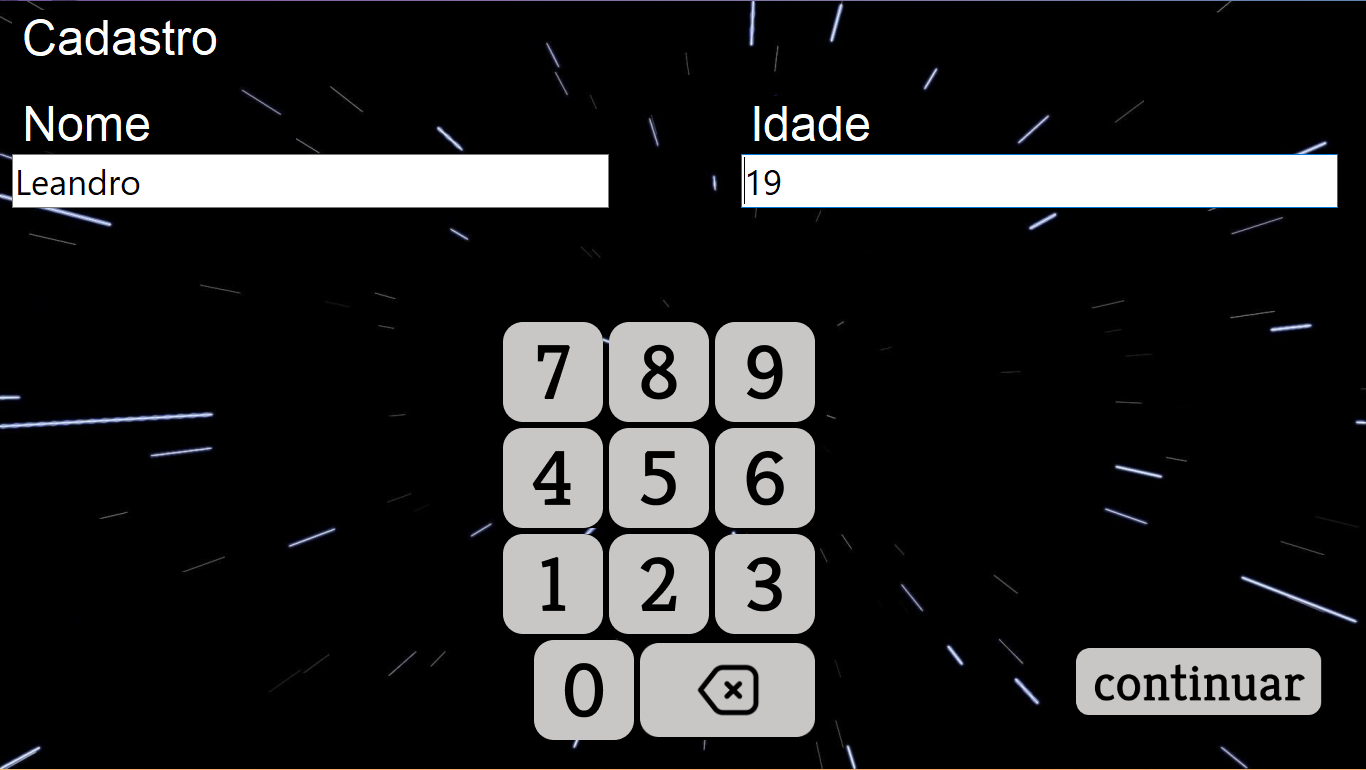 Cadastro
Nome Idade
Leandro 19
7 8 9
4 5 6
1 2 3
0
continuar